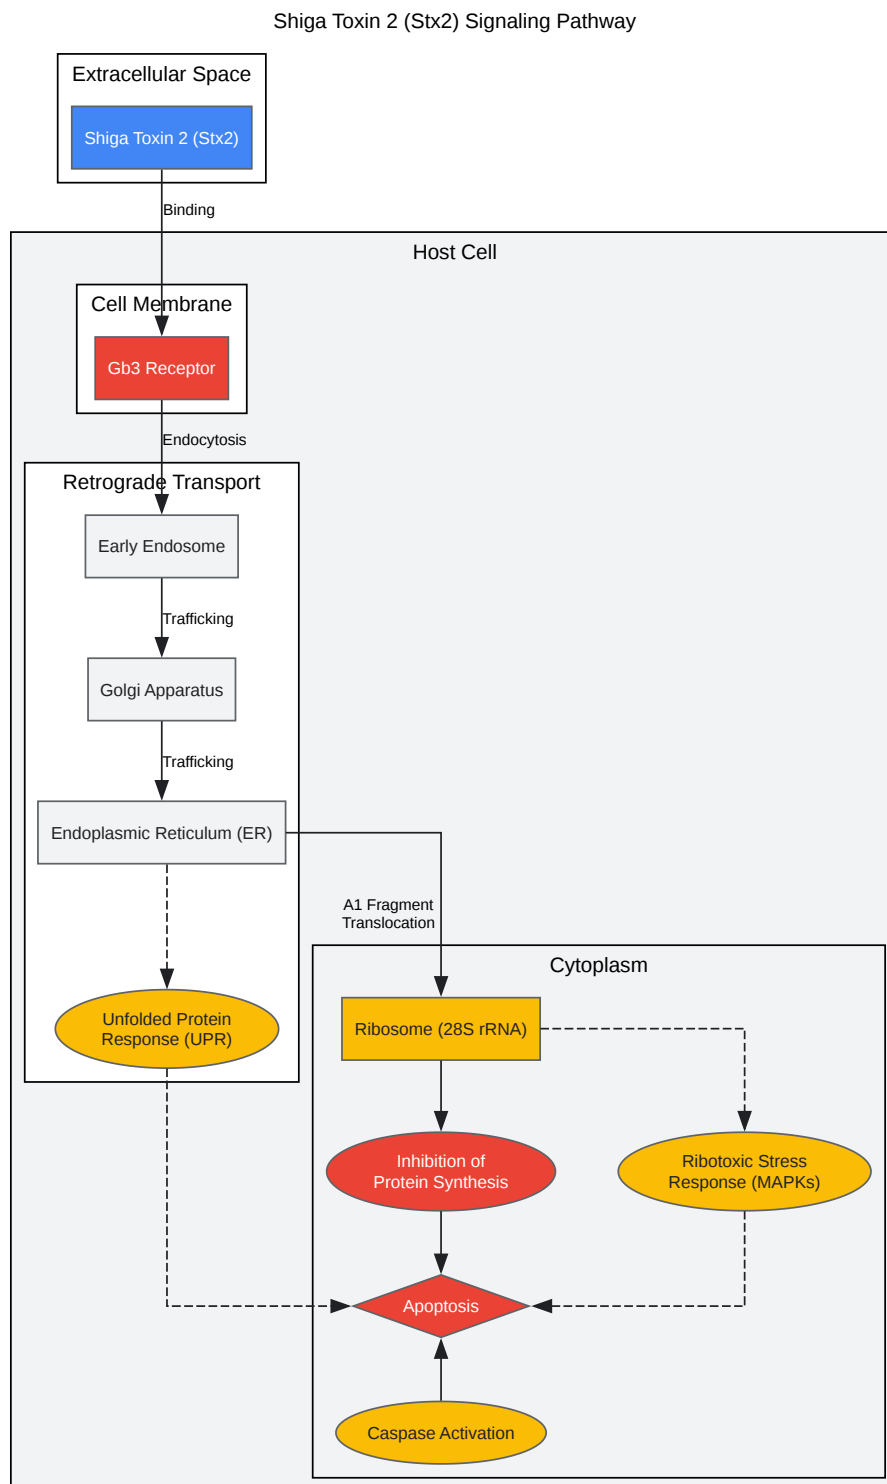 Shiga Toxin 2 (Stx2) Signaling Pathway
Extracellular Space
Shiga Toxin 2 (Stx2)
Binding
Host Cell
Cell Membrane
Gb3 Receptor
Endocytosis
Retrograde Transport
Early Endosome
Trafficking
Golgi Apparatus
Trafficking
Endoplasmic Reticulum (ER)
A1 Fragment
Translocation
Cytoplasm
Unfolded Protein
Response (UPR)
Ribosome (28S rRNA)
Inhibition of
Protein Synthesis
Ribotoxic Stress
Response (MAPKs)
Apoptosis
Caspase Activation